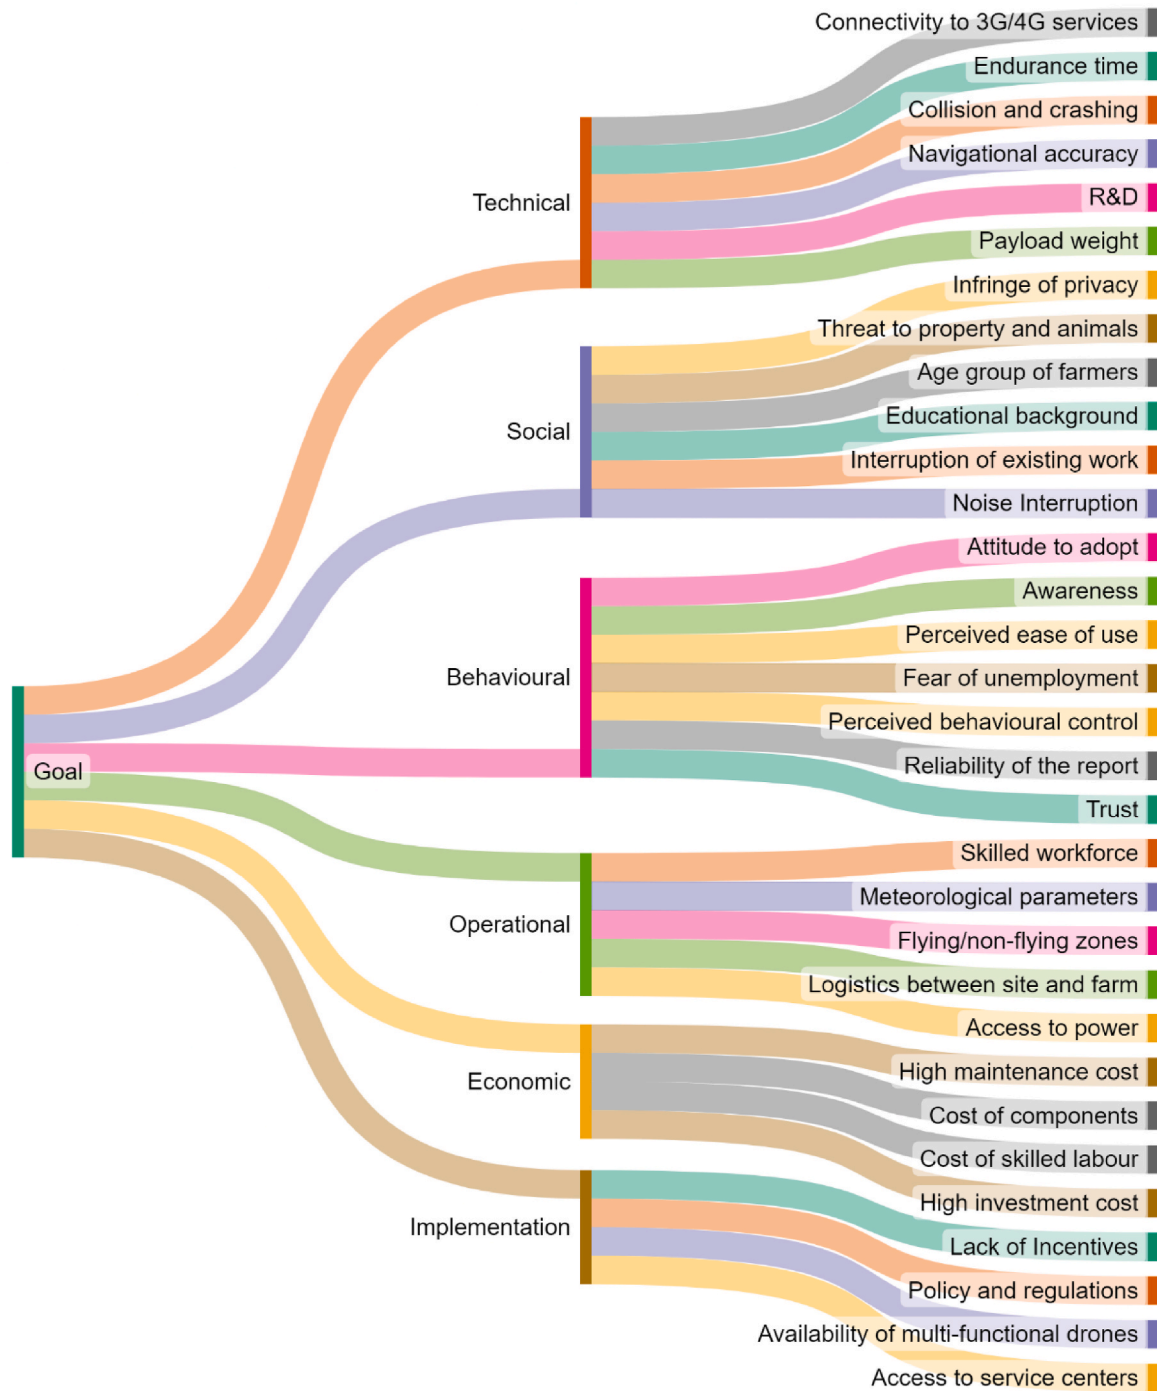 Connectivity to 3G/4G services
Endurance time
Collision and crashing
Navigational accuracy
R&D
Payload weight
Infringe of privacy
Threat to property and animals
Age group of farmers
Educational background
Interruption of existing work
Noise Interruption
Attitude to adopt
Awareness
Perceived ease of use
Fear of unemployment
Perceived behavioural control
Reliability of the report
Trust
Skilled workforce
Meteorological parameters
Flying/non-flying zones
Logistics between site and farm
Access to power
High maintenance cost
Cost of components
Cost of skilled labour
High investment cost
Lack of Incentives
Policy and regulations
Availability of multi-functional drones
Access to service centers
Technical
Social
Behavioural
Operational
Economic
Implementation
Goal